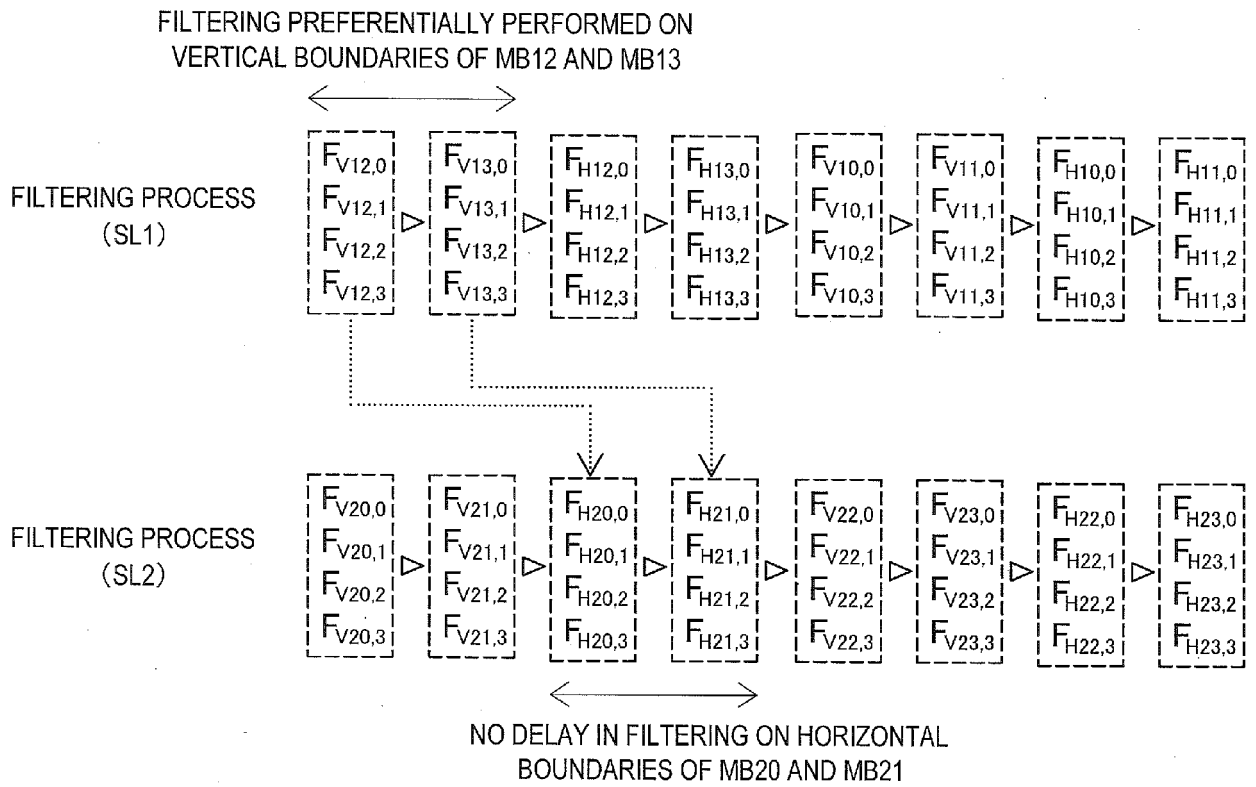 FILTERING PREFERENTIALLY PERFORMED ON
VERTICAL BOUNDARIES OF MB12 AND MB13
FILTERING PROCESS
(SL1)
FV12,0 FV13,0 FH12,0 FH13,0 FV10,0 FV11,0 FH10,0 FH11,0
FV12,1 FV13,1 FH12,1 FH13,1 FV10,1 FV11,1 FH10,1 FH11,1
FV12,2 FV13,2 FH12,2 FH13,2 FV10,2 FV11,2 FH10,2 FH11,2
FV12,3 FV13,3 FH12,3 FH13,3 FV10,3 FV11,3 FH10,3 FH11,3
FILTERING PROCESS
(SL2)
FV20,0 FV21,0 FH20,0 FH21,0 FV22,0 FV23,0 FH22,0 FH23,0
FV20,1 FV21,1 FH20,1 FH21,1 FV22,1 FV23,1 FH22,1 FH23,1
FV20,2 FV21,2 FH20,2 FH21,2 FV22,2 FV23,2 FH22,2 FH23,2
FV20,3 FV21,3 FH20,3 FH21,3 FV22,3 FV23,3 FH22,3 FH23,3
NO DELAY IN FILTERING ON HORIZONTAL
BOUNDARIES OF MB20 AND MB21